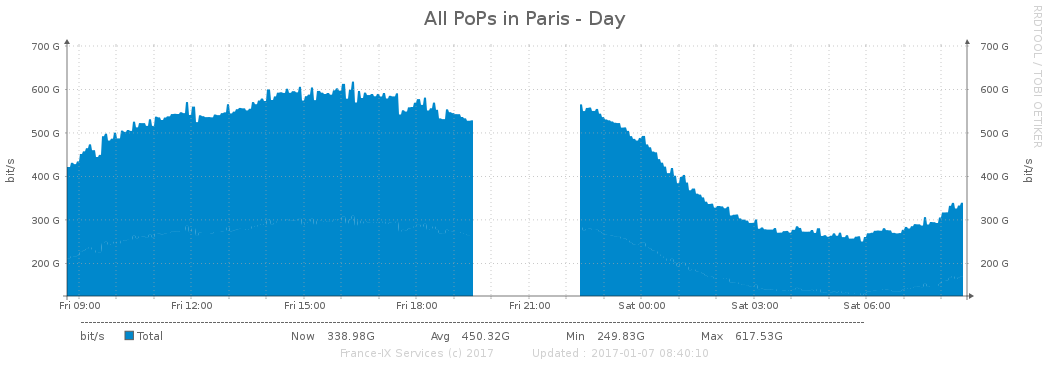 All PoPs in Paris - Day
RRDTOOL / TOBI OETIKER
700 G 700 G
600 G 600 G
500 G 500 G
400 G 400 G
300 G 300 G
200 G 200 G
bit/s bit/s
Fri 09:00 Fri 12:00 Fri 15:00 Fri 18:00 Fri 21:00 Sat 00:00 Sat 03:00 Sat 06:00
bit/s Total Now 338.98G Avg 450.32G Min 249.83G Max 617.53G
France-IX Services (c) 2017 Updated : 2017-01-07 08:40:10